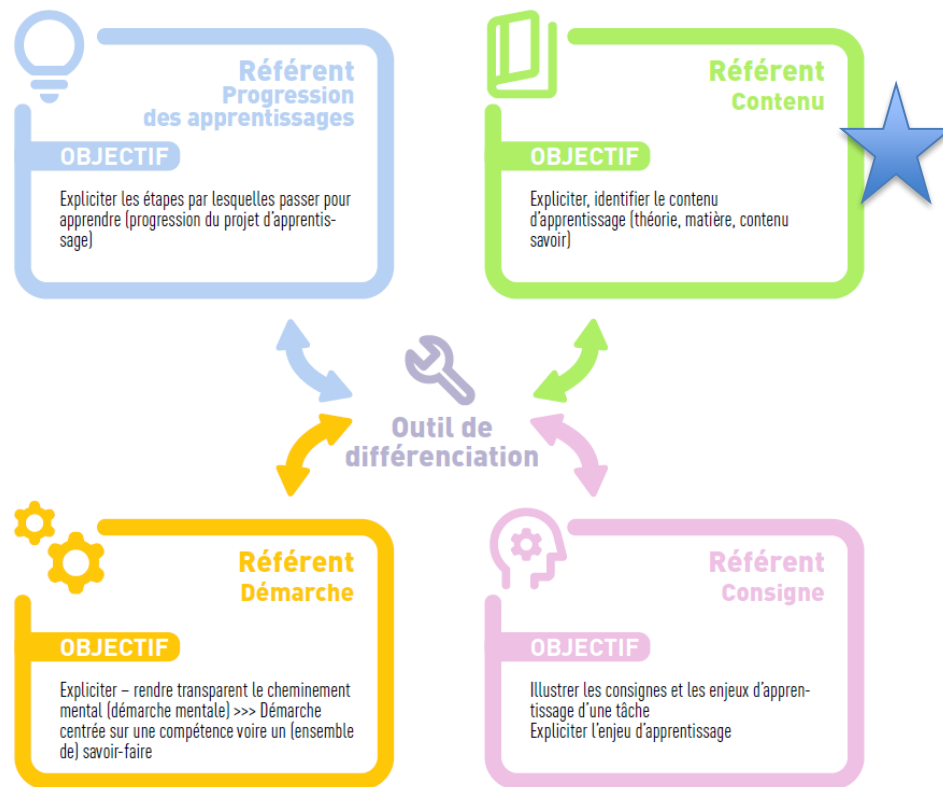 Référent
Progression
des apprentissages
OBJECTIF
Expliciter les étapes par lesquelles passer pour
apprendre (progression du projet d'apprentis-
sage)
Référent
Contenu
OBJECTIF
Expliciter, identifier le contenu
d'apprentissage (théorie, matière, contenu
savoir)
Outil de
différenciation
Référent
Démarche
OBJECTIF
Expliciter – rendre transparent le cheminement
mental (démarche mentale) >>> Démarche
centrée sur une compétence voire un (ensemble
de) savoir-faire
Référent
Consigne
OBJECTIF
Illustrer les consignes et les enjeux d'appren-
tissage d'une tâche
Expliciter l'enjeu d'apprentissage